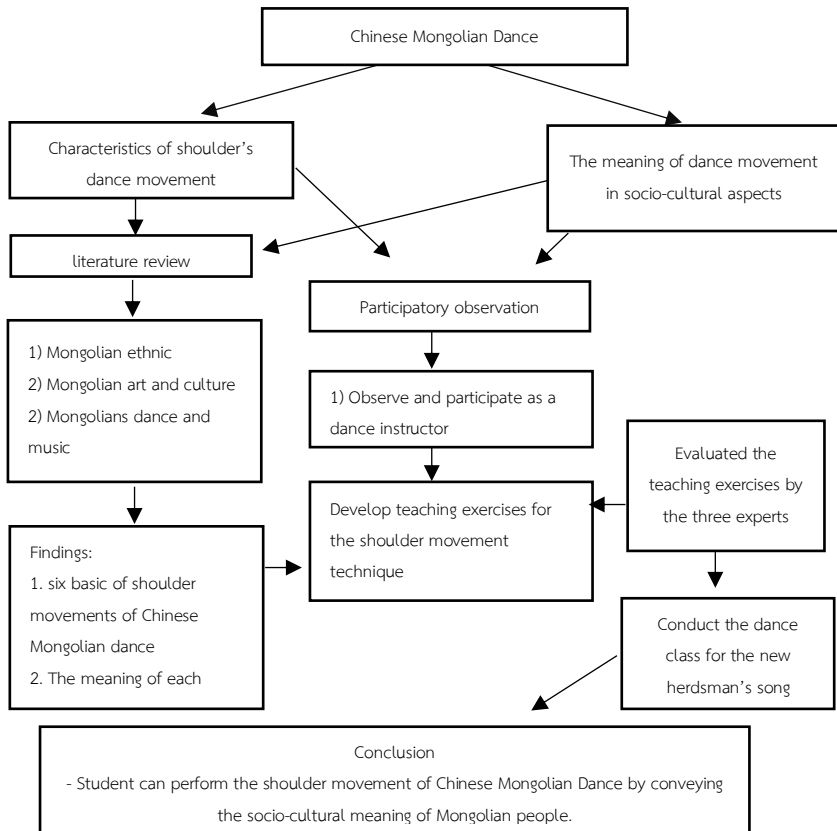 Chinese Mongolian Dance
Characteristics of shoulder's
dance movement
The meaning of dance movement
in socio-cultural aspects
literature review
Participatory observation
1) Mongolian ethnic
2) Mongolian art and culture
2) Mongolians dance and
music
1) Observe and participate as a
dance instructor
Evaluated the
teaching exercises by
the three experts
Develop teaching exercises for
the shoulder movement
technique
Findings:
1. six basic of shoulder
movements of Chinese
Mongolian dance
2. The meaning of each
Conduct the dance
class for the new
herdsman's song
Conclusion
- Student can perform the shoulder movement of Chinese Mongolian Dance by conveying
the socio-cultural meaning of Mongolian people.